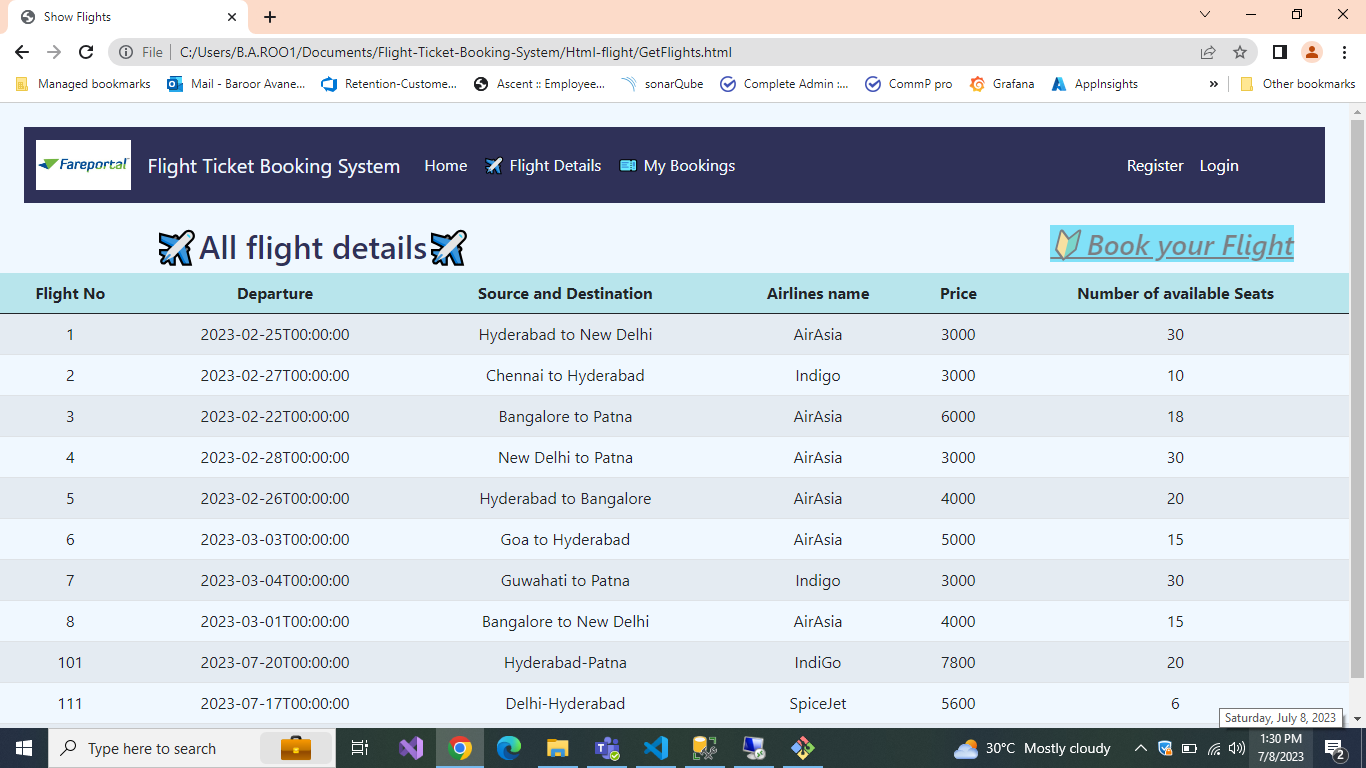 Show Flights
File C:/Users/B.A.ROO1/Documents/Flight-Ticket-Booking-System/Html-flight/GetFlights.html
Managed bookmarks Mail - Baroor Avane... Retention-Custome... Ascent :: Employee... sonarQube Complete Admin :... CommP pro Grafana AppInsights » Other bookmarks
Fareportal Flight Ticket Booking System Home Flight Details My Bookings Register Login
All flight details Book your Flight
Flight No Departure Source and Destination Airlines name Price Number of available Seats
1 2023-02-25T00:00:00 Hyderabad to New Delhi AirAsia 3000 30
2 2023-02-27T00:00:00 Chennai to Hyderabad Indigo 3000 10
3 2023-02-22T00:00:00 Bangalore to Patna AirAsia 6000 18
4 2023-02-28T00:00:00 New Delhi to Patna AirAsia 3000 30
5 2023-02-26T00:00:00 Hyderabad to Bangalore AirAsia 4000 20
6 2023-03-03T00:00:00 Goa to Hyderabad AirAsia 5000 15
7 2023-03-04T00:00:00 Guwahati to Patna Indigo 3000 30
8 2023-03-01T00:00:00 Bangalore to New Delhi AirAsia 4000 15
101 2023-07-20T00:00:00 Hyderabad-Patna IndiGo 7800 20
111 2023-07-17T00:00:00 Delhi-Hyderabad SpiceJet 5600 6
Saturday, July 8, 2023
Type here to search 30°C Mostly cloudy 1:30 PM
7/8/2023 2